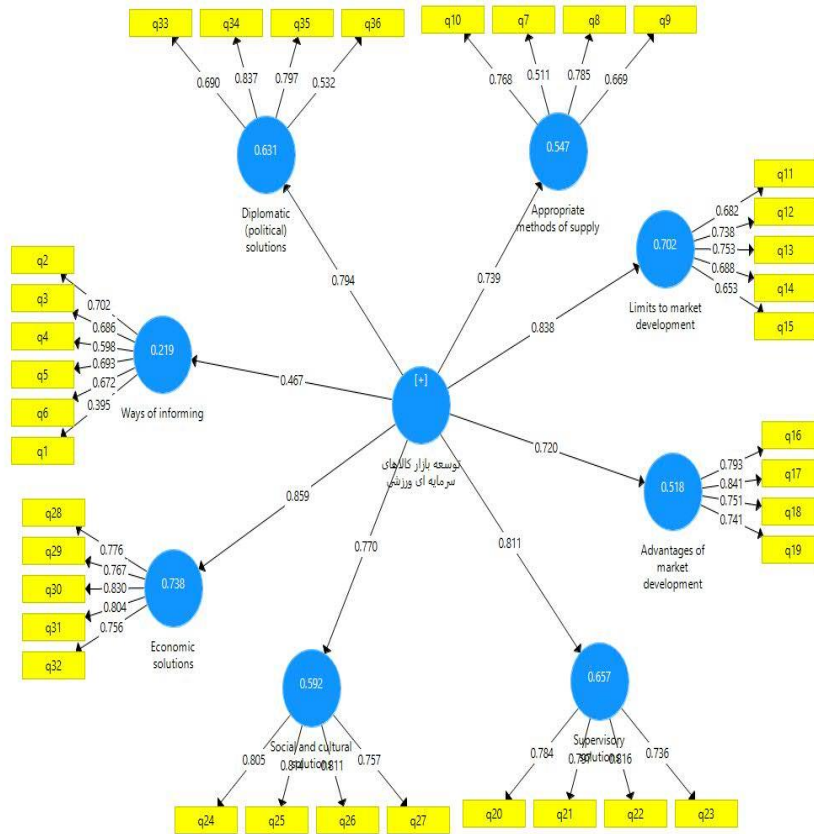 q33
q34
q35
q36
q10
q7
q8
q9
0.690
0.837
0.797
0.532
0.768
0.511
0.785
0.669
0.631
Diplomatic
(political)
solutions
0.547
Appropriate
methods of supply
q11
q12
q13
q14
q15
0.682
0.738
0.753
0.688
0.653
0.702
Limits to market
development
q2
q3
q4
q5
q6
q1
0.702
0.686
0.598
0.693
0.672
0.395
0.219
Ways of informing
0.794
0.739
0.838
0.467
[+]
توسعه بازار کالاهای
سرمایه ای ورزشی
0.720
0.859
0.770
0.811
q16
q17
q18
q19
0.793
0.841
0.751
0.741
0.518
Advantages of
market
development
q28
q29
q30
q31
q32
0.776
0.767
0.830
0.804
0.756
0.738
Economic
solutions
0.592
Social and cultural
solutions
0.805
0.811
0.757
q24
q25
q26
q27
0.657
Supervisory
solutions
0.784
0.816
0.736
q20
q21
q22
q23